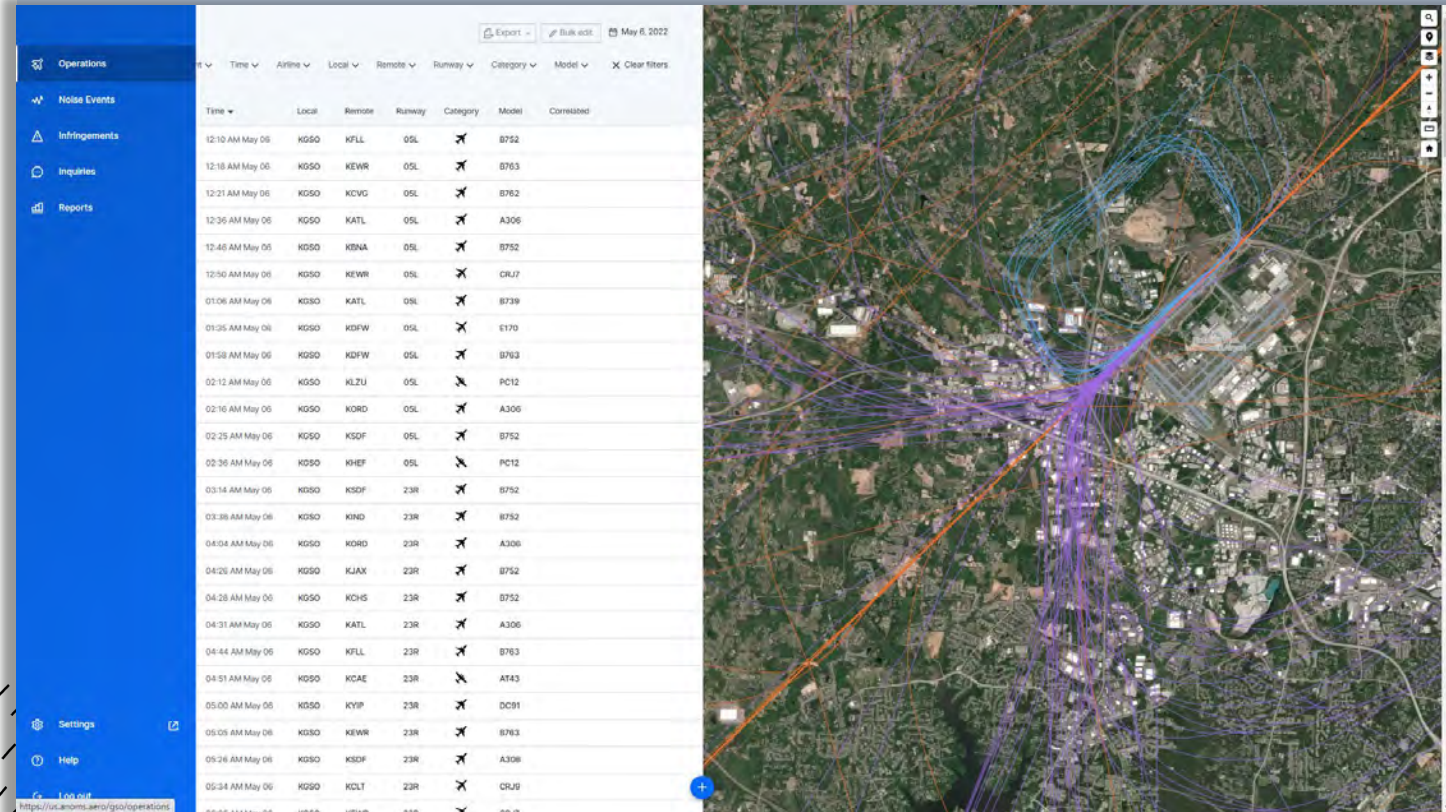 Export
Bulk edit
May 6, 2022
Operations
Time Airline Local Remote Runway Category Model Clear filters
Noise Events
Time Local Remote Runway Category Model Correlated
Infringements
12:10 AM May 06 KGSO KFLL 05L B752
12:18 AM May 06 KGSO KEWR 05L B763
Inquiries
12:21 AM May 06 KGSO KCVG 05L B762
Reports
12:36 AM May 06 KGSO KATL 05L A306
12:46 AM May 06 KGSO KBNA 05L B752
12:50 AM May 06 KGSO KEWR 05L CRJ7
01:06 AM May 06 KGSO KATL 05L B739
01:35 AM May 06 KGSO KDFW 05L E170
01:58 AM May 06 KGSO KDFW 05L B763
02:12 AM May 06 KGSO KLZU 05L PC12
02:16 AM May 06 KGSO KORD 05L A306
02:25 AM May 06 KGSO KSDF 05L B752
02:36 AM May 06 KGSO KHEF 05L PC12
03:14 AM May 06 KGSO KSDF 23R B752
03:38 AM May 06 KGSO KIND 23R B752
04:04 AM May 06 KGSO KORD 23R A306
04:26 AM May 06 KGSO KJAX 23R B752
04:28 AM May 06 KGSO KCHS 23R B752
04:31 AM May 06 KGSO KATL 23R A306
04:44 AM May 06 KGSO KFLL 23R B763
04:51 AM May 06 KGSO KCAE 23R AT43
05:00 AM May 06 KGSO KYIP 23R DC91
Settings
05:05 AM May 06 KGSO KEWR 23R B763
Help
05:26 AM May 06 KGSO KSDF 23R A306
05:34 AM May 06 KGSO KCLT 23R CRJ9
Log out
https://us.anoms.aero/gso/operations